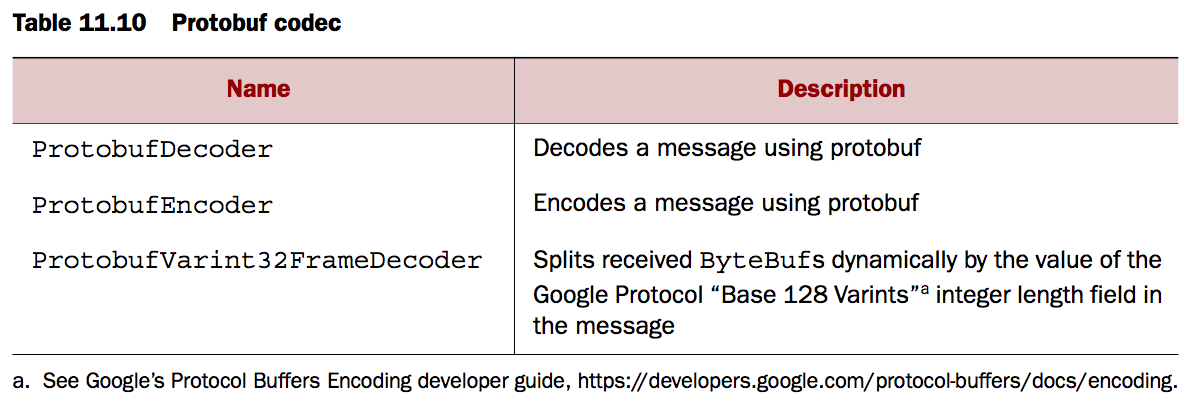 Table 11.10 Protobuf codec
Name Description
ProtobufDecoder Decodes a message using protobuf
ProtobufEncoder Encodes a message using protobuf
ProtobufVarint32FrameDecoder Splits received ByteBufs dynamically by the value of the
Google Protocol “Base 128 Varints”a integer length field in
the message
a. See Google’s Protocol Buffers Encoding developer guide, https://developers.google.com/protocol-buffers/docs/encoding.